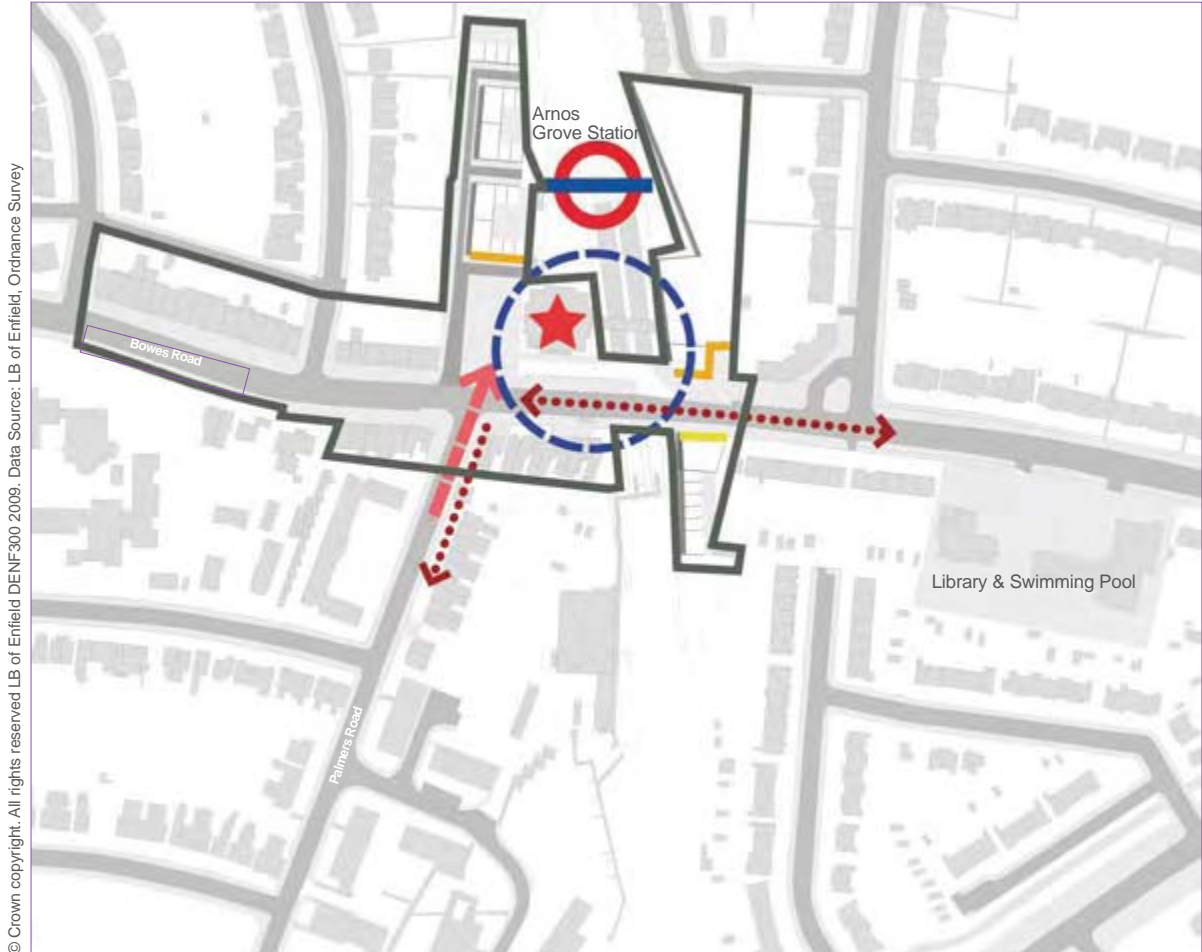 © Crown copyright. All rights reserved LB of Enfield DENF300 2009. Data Source: LB of Enfield, Ordnance Survey
Arnos
Grove Station
Bowes Road
Library & Swimming Pool
Palmers Road